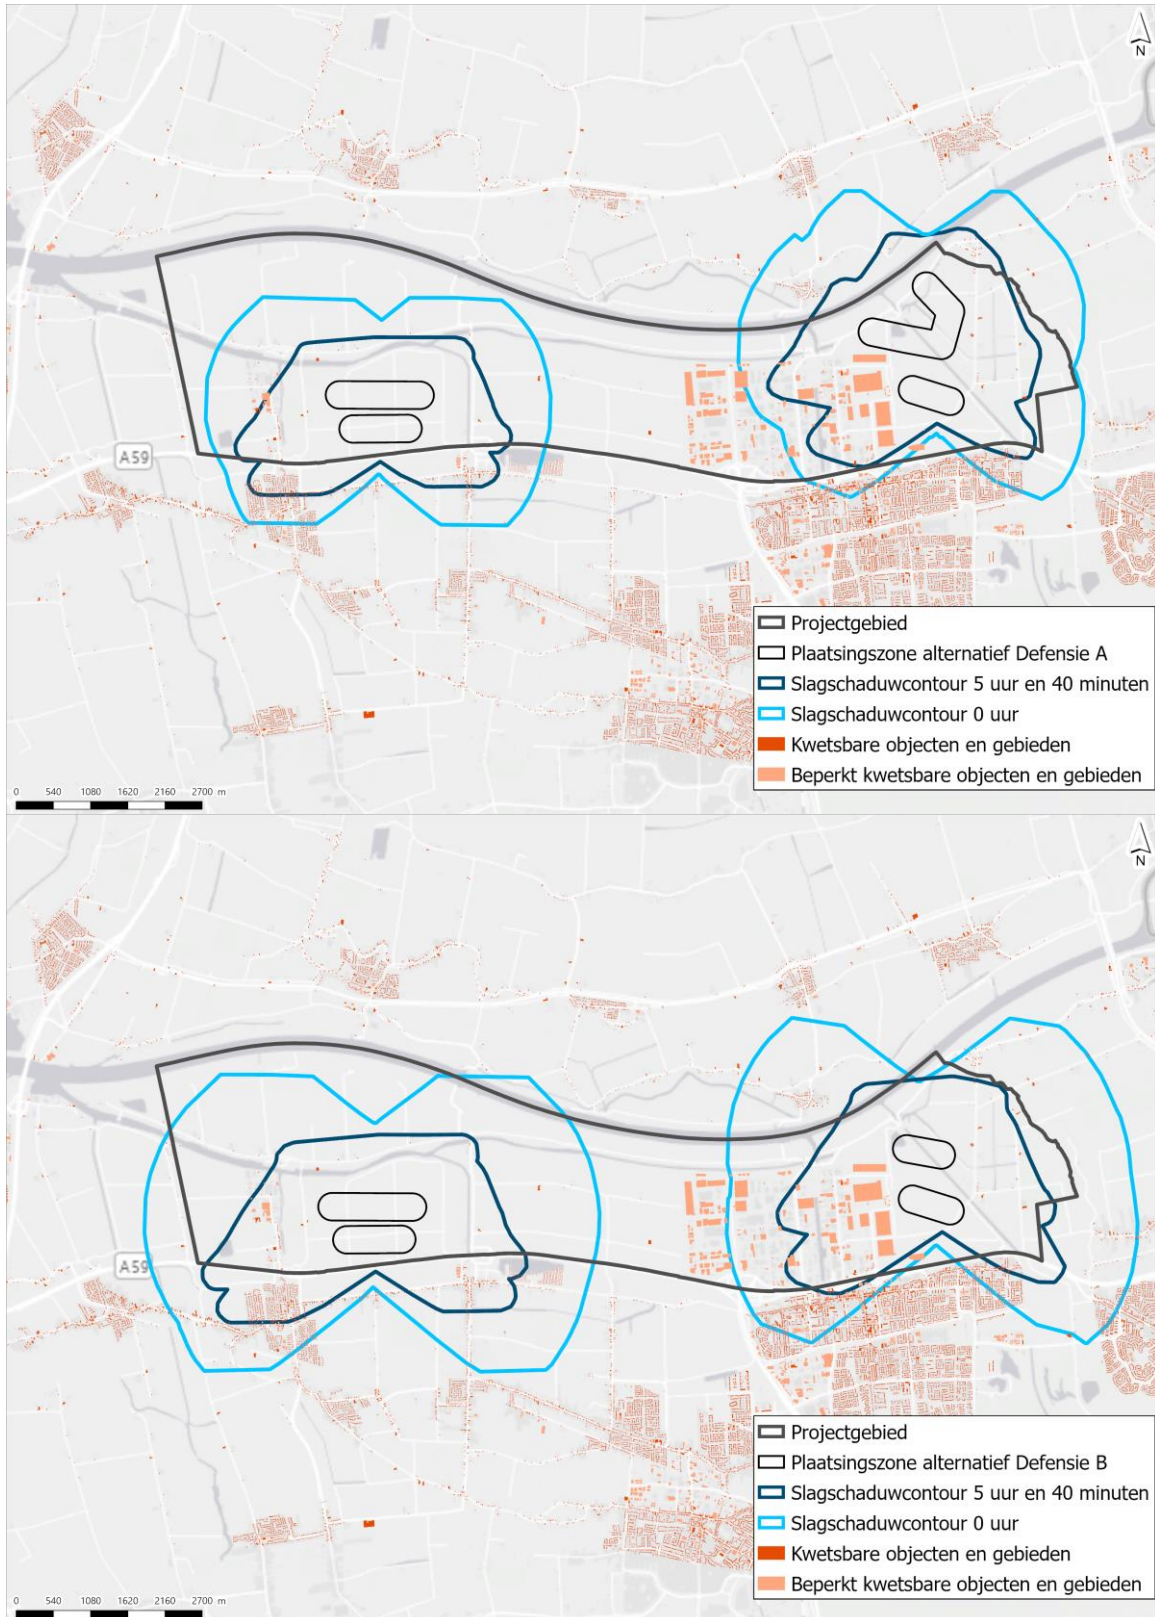 N
A59
Projectgebied
Plaatsingszone alternatief Defensie A
Slagschaduwcontour 5 uur en 40 minuten
Slagschaduwcontour 0 uur
Kwetsbare objecten en gebieden
Beperkt kwetsbare objecten en gebieden
0 540 1080 1620 2160 2700 m
N
A59
Projectgebied
Plaatsingszone alternatief Defensie B
Slagschaduwcontour 5 uur en 40 minuten
Slagschaduwcontour 0 uur
Kwetsbare objecten en gebieden
Beperkt kwetsbare objecten en gebieden
0 540 1080 1620 2160 2700 m